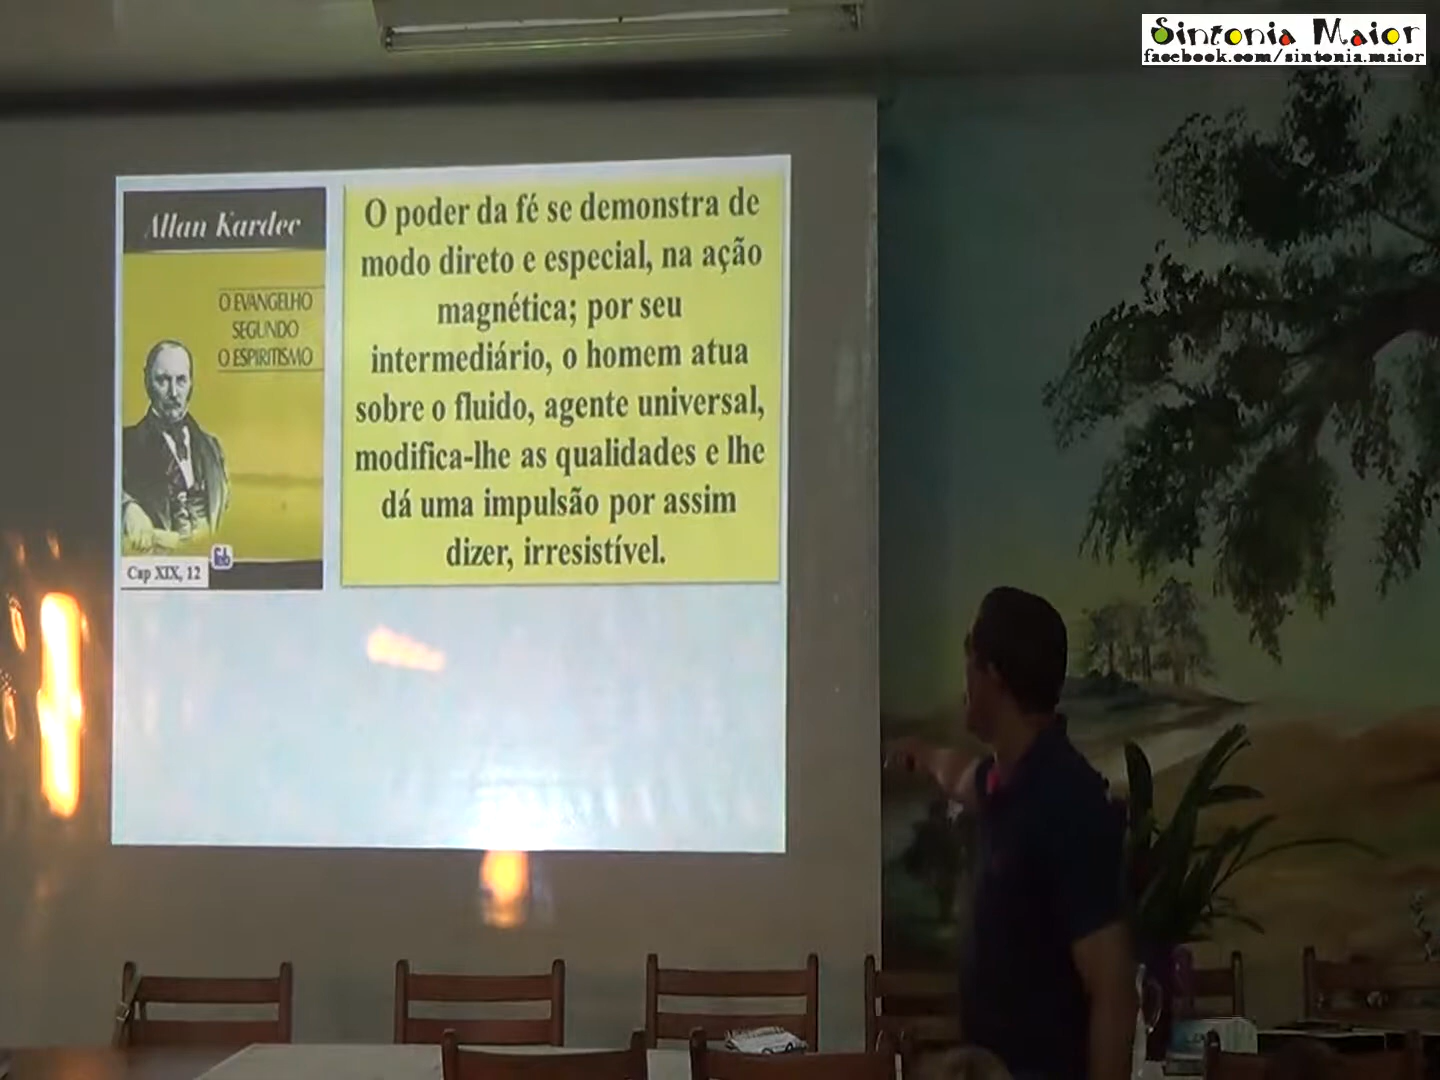 Sintonia Maior
facebook.com/sintonia.maior
Allan Kardec
O EVANGELHO
SEGUNDO
O ESPIRITISMO
feb
Cap XIX, 12
O poder da fé se demonstra de
modo direto e especial, na ação
magnética; por seu
intermediário, o homem atua
sobre o fluido, agente universal,
modifica-lhe as qualidades e lhe
dá uma impulsão por assim
dizer, irresistível.